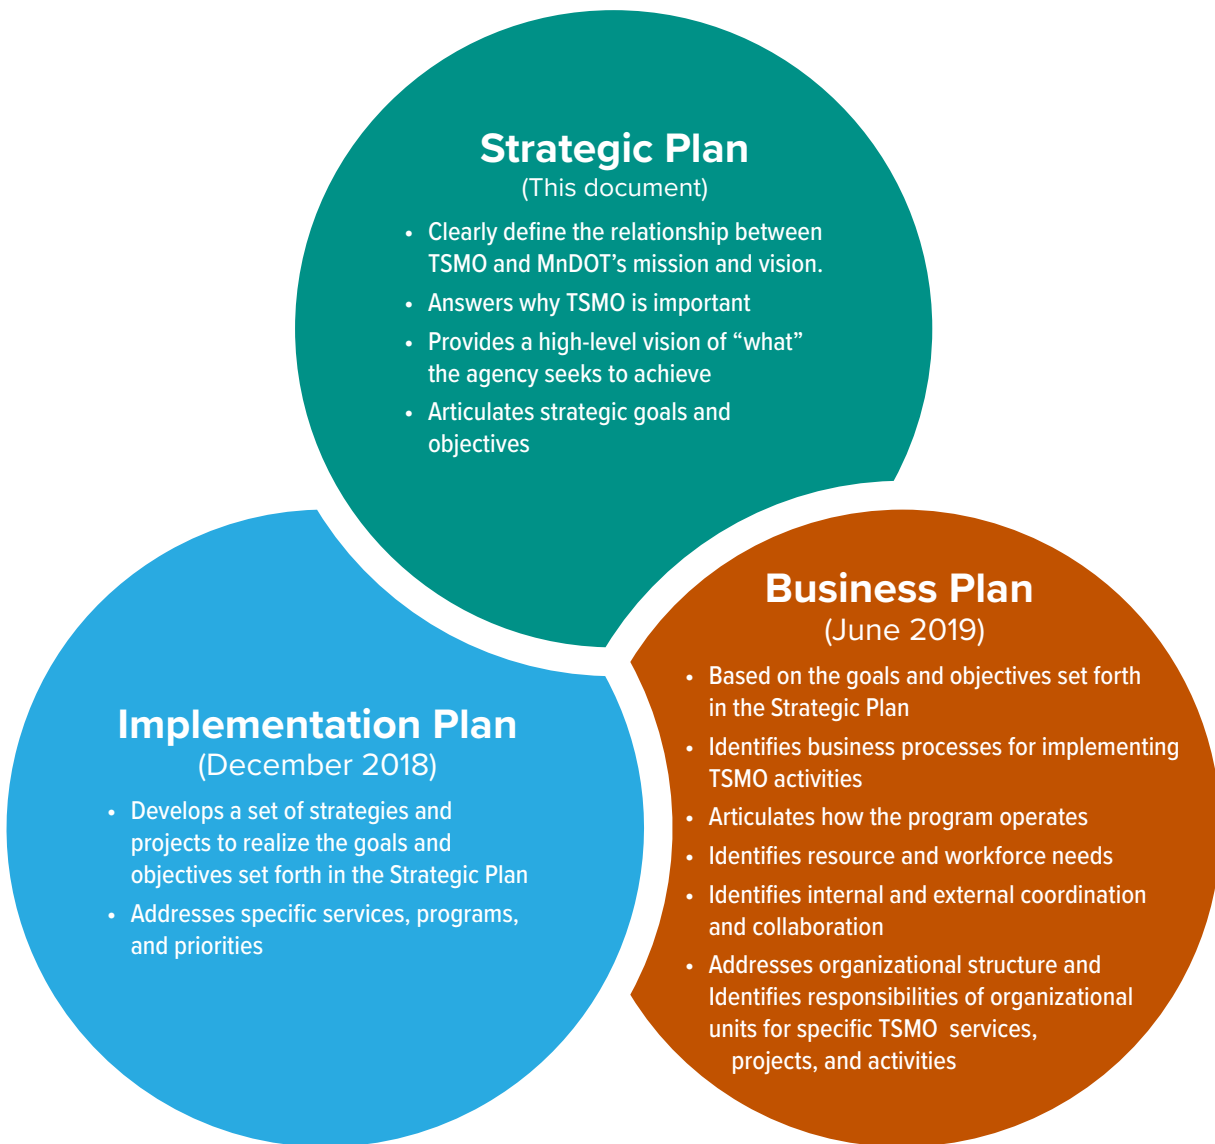 Strategic Plan
(This document)
• Clearly define the relationship between
TSMO and MnDOT’s mission and vision.
• Answers why TSMO is important
• Provides a high-level vision of “what”
the agency seeks to achieve
• Articulates strategic goals and
objectives
Implementation Plan
(December 2018)
• Develops a set of strategies and
projects to realize the goals and
objectives set forth in the Strategic Plan
• Addresses specific services, programs,
and priorities
Business Plan
(June 2019)
• Based on the goals and objectives set forth
in the Strategic Plan
• Identifies business processes for implementing
TSMO activities
• Articulates how the program operates
• Identifies resource and workforce needs
• Identifies internal and external coordination
and collaboration
• Addresses organizational structure and
Identifies responsibilities of organizational
units for specific TSMO services,
projects, and activities